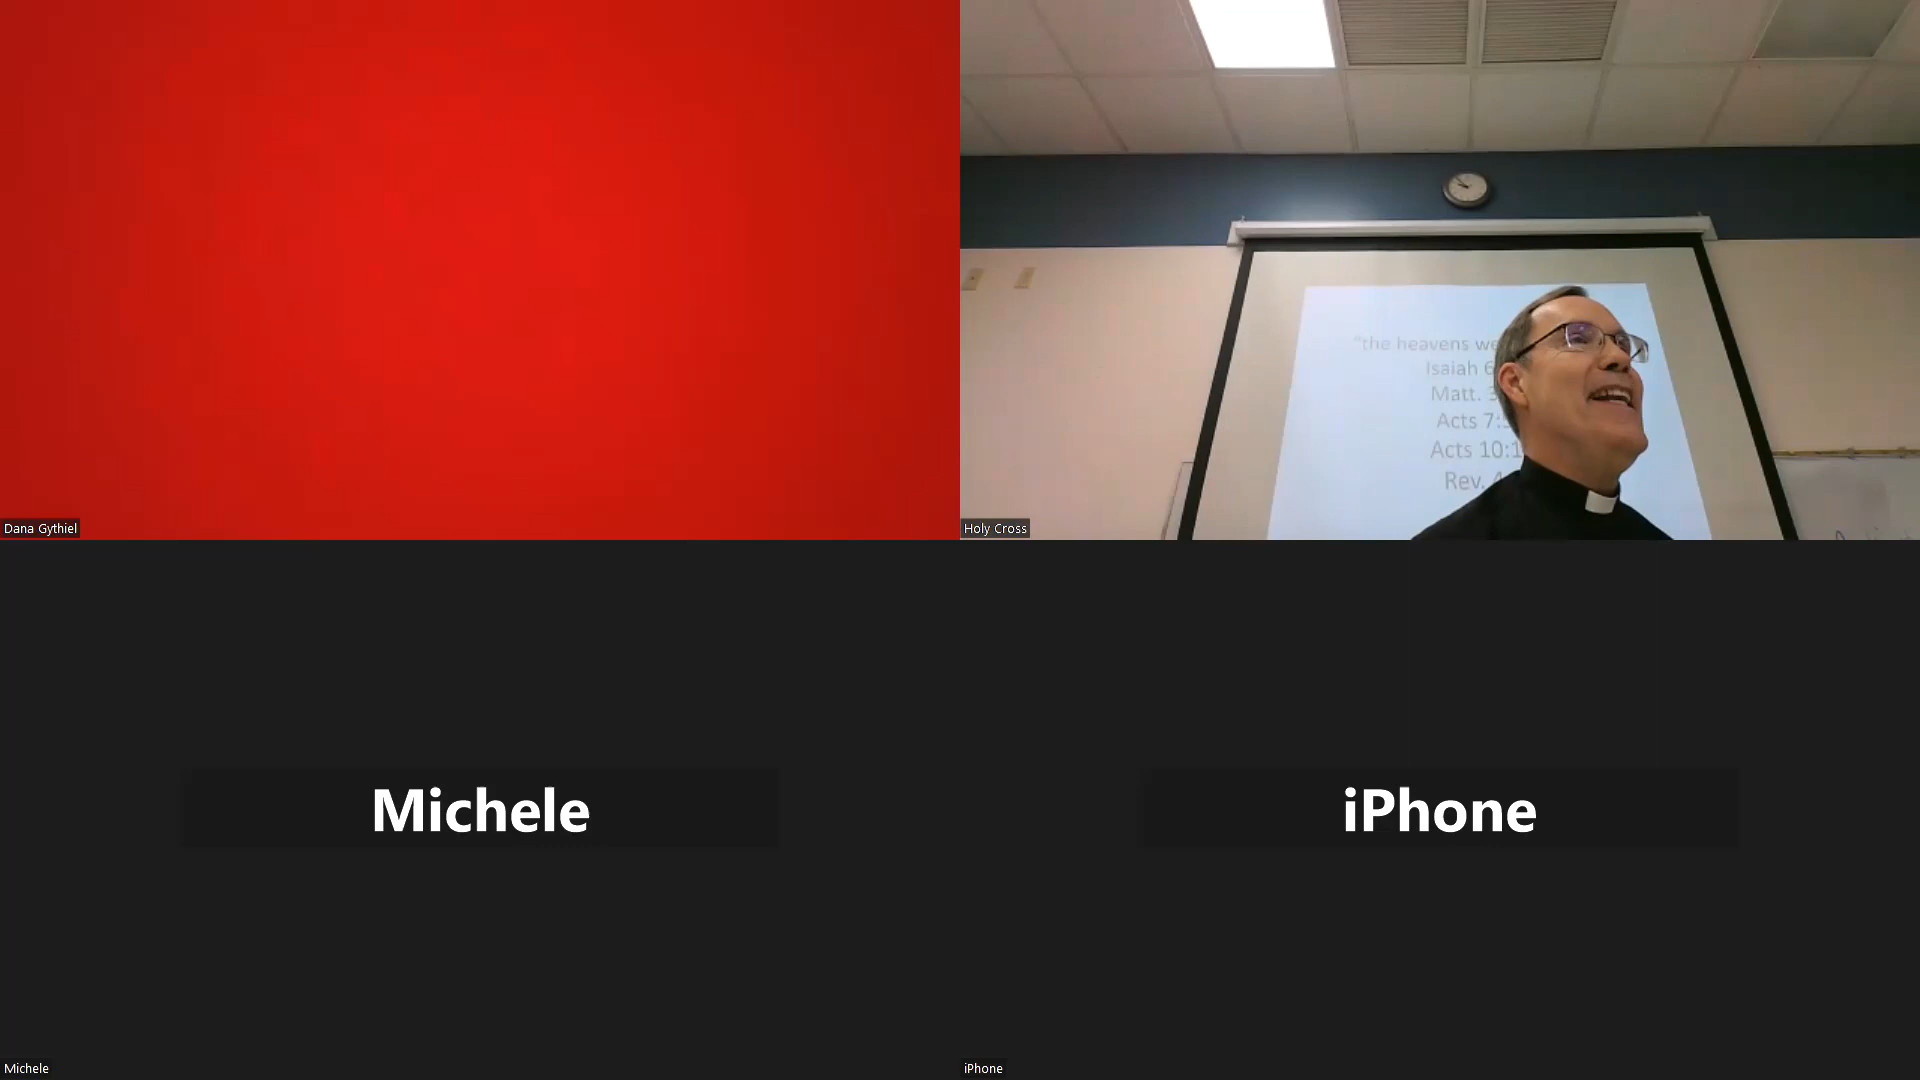 Dana Gythiel
"the heavens we
Isaiah 6
Matt. 3
Acts 7:5
Acts 10:1
Rev. 4
Holy Cross
Michele
iPhone
Michele
iPhone